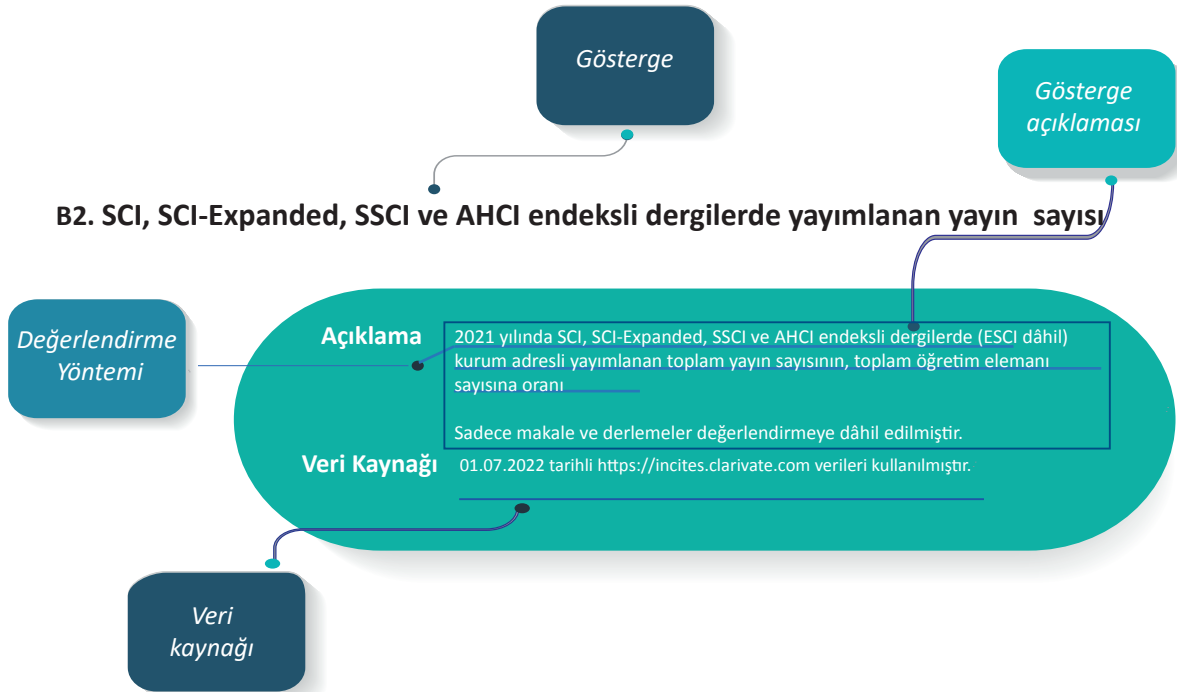 Gösterge
Gösterge
açıklaması
B2. SCI, SCI-Expanded, SSCI ve AHCI endeksli dergilerde yayımlanan yayın  sayısı
Değerlendirme
Yöntemi
Açıklama
2021 yılında SCI, SCI-Expanded, SSCI ve AHCI endeksli dergilerde (ESCI dâhil)
kurum adresli yayımlanan toplam yayın sayısının, toplam öğretim elemanı
sayısına oranı
Sadece makale ve derlemeler değerlendirmeye dâhil edilmiştir.
Veri Kaynağı
01.07.2022 tarihli https://incites.clarivate.com verileri kullanılmıştır.
Veri
kaynağı